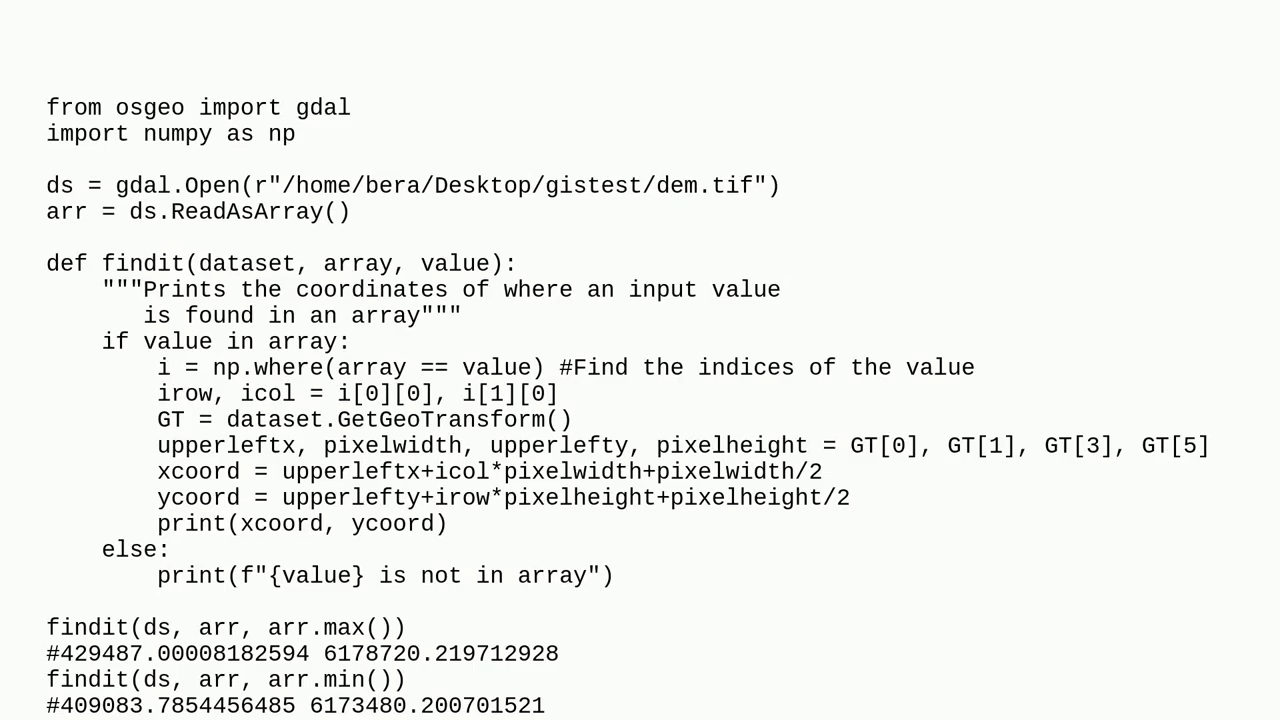 from osgeo import gdal
import numpy as np

ds = gdal.Open(r"/home/bera/Desktop/gistest/dem.tif")
arr = ds.ReadAsArray()

def findit(dataset, array, value):
    """Prints the coordinates of where an input value
       is found in an array"""
    if value in array:
        i = np.where(array == value) #Find the indices of the value
        irow, icol = i[0][0], i[1][0]
        GT = dataset.GetGeoTransform()
        upperleftx, pixelwidth, upperlefty, pixelheight = GT[0], GT[1], GT[3], GT[5]
        xcoord = upperleftx+icol*pixelwidth+pixelwidth/2
        ycoord = upperlefty+irow*pixelheight+pixelheight/2
        print(xcoord, ycoord)
    else:
        print(f"{value} is not in array")

findit(ds, arr, arr.max())
#429487.00008182594 6178720.219712928
findit(ds, arr, arr.min())
#409083.7854456485 6173480.200701521